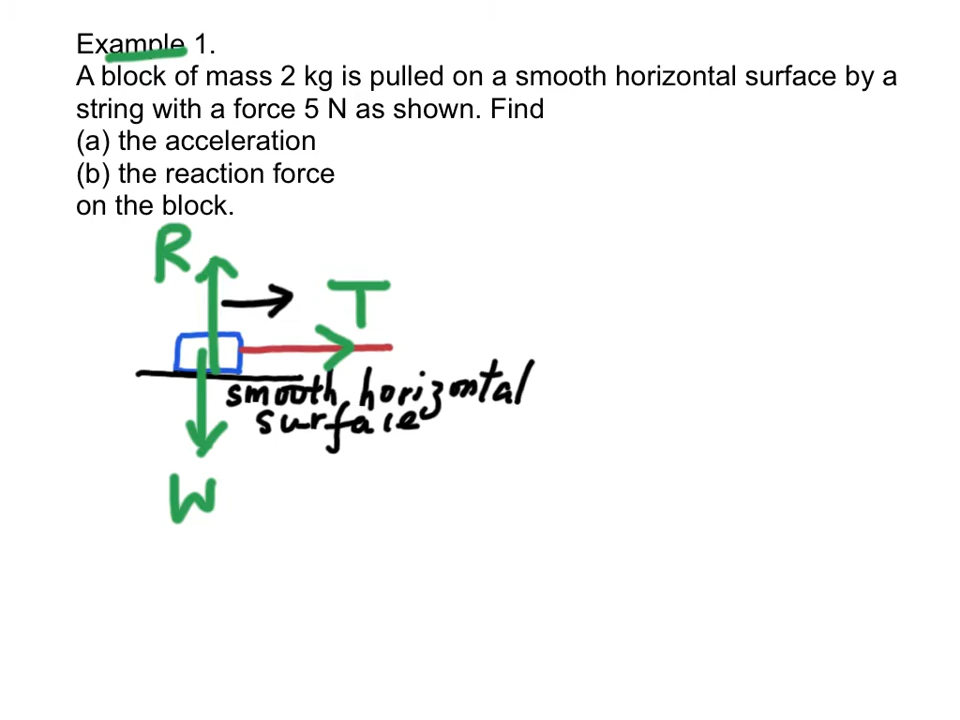 Example 1.
A block of mass 2 kg is pulled on a smooth horizontal surface by a
string with a force 5 N as shown. Find
(a) the acceleration
(b) the reaction force
on the block.
R
T
smooth horizontal
surface
W